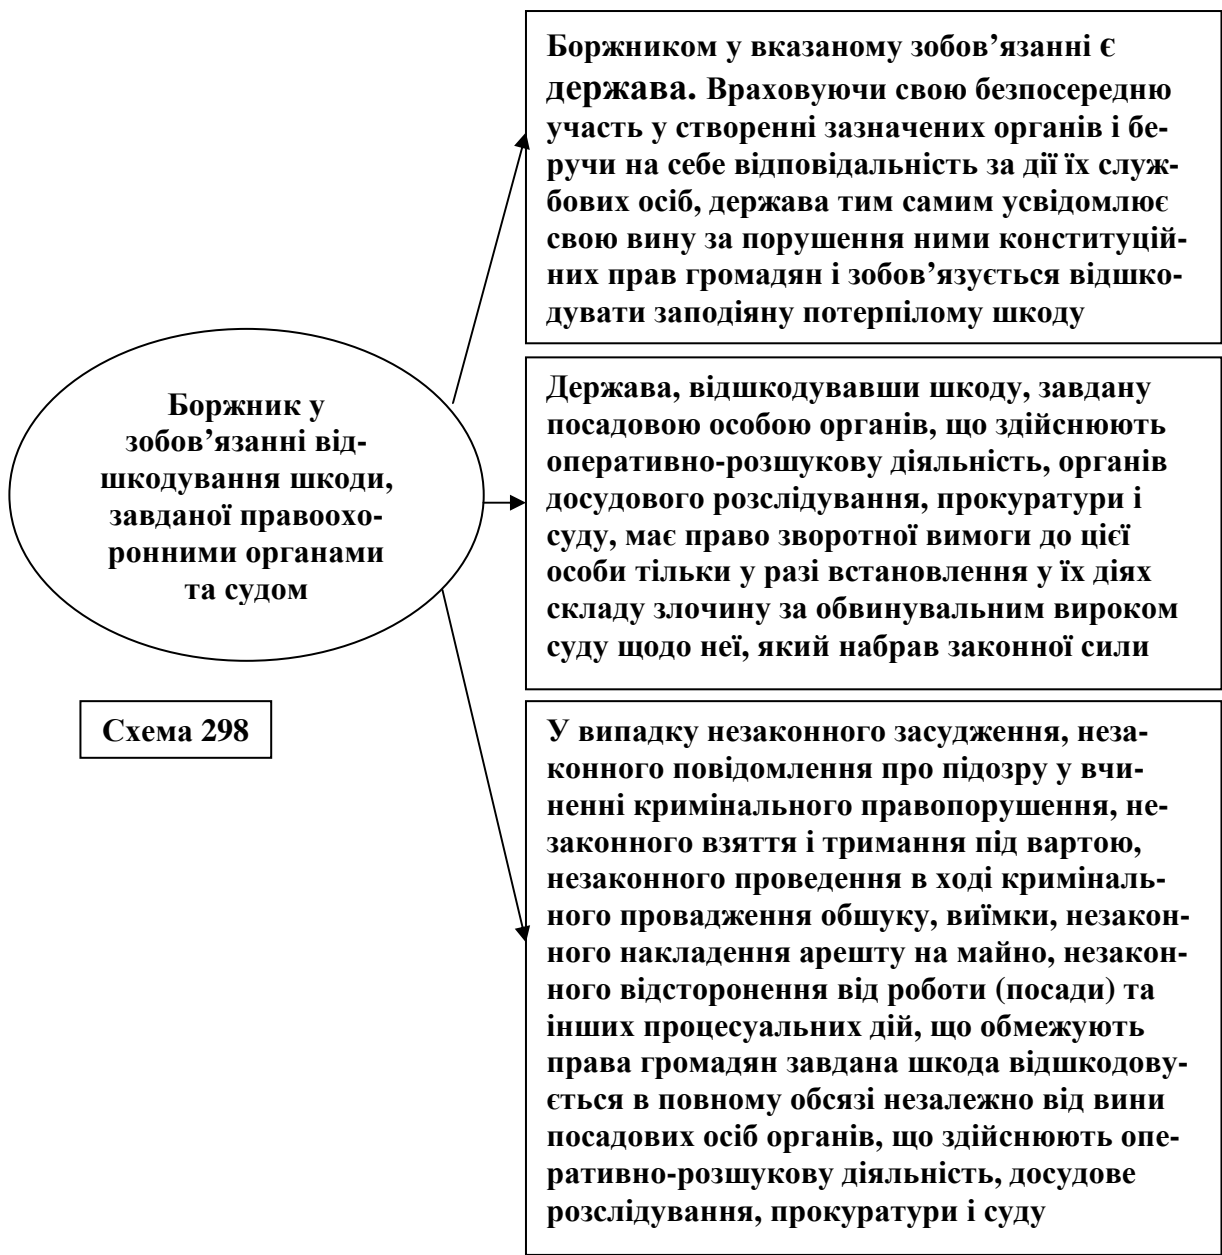 Боржником у вказаному зобов’язанні є
держава. Враховуючи свою безпосередню
участь у створенні зазначених органів і бе-
ручи на себе відповідальність за дії їх служ-
бових осіб, держава тим самим усвідомлює
свою вину за порушення ними конституцій-
них прав громадян і зобов’язується відшко-
дувати заподіяну потерпілому шкоду
Боржник у
зобов’язанні від-
шкодування шкоди,
завданої правоохо-
ронними органами
та судом
Держава, відшкодувавши шкоду, завдану
посадовою особою органів, що здійснюють
оперативно-розшукову діяльність, органів
досудового розслідування, прокуратури і
суду, має право зворотної вимоги до цієї
особи тільки у разі встановлення у їх діях
складу злочину за обвинувальним вироком
суду щодо неї, який набрав законної сили
Схема 298
У випадку незаконного засудження, неза-
конного повідомлення про підозру у вчи-
ненні кримінального правопорушення, не-
законного взяття і тримання під вартою,
незаконного проведення в ході криміналь-
ного провадження обшуку, виїмки, незакон-
ного накладення арешту на майно, незакон-
ного відсторонення від роботи (посади) та
інших процесуальних дій, що обмежують
права громадян завдана шкода відшкодову-
ється в повному обсязі незалежно від вини
посадових осіб органів, що здійснюють опе-
ративно-розшукову діяльність, досудове
розслідування, прокуратури і суду